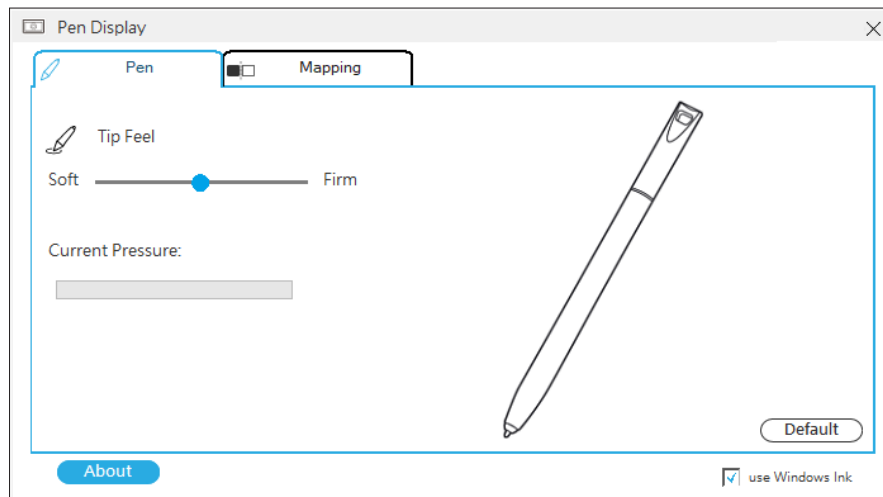 Pen Display
Pen
Mapping
Tip Feel
Soft
Firm
Current Pressure:
Default
About
use Windows Ink